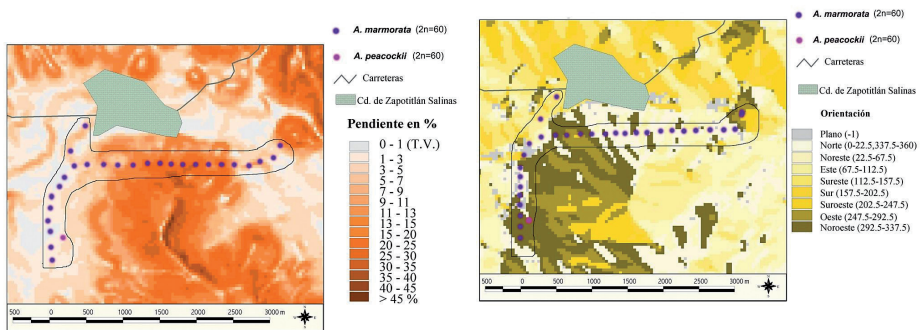 A. marmorata (2n=60)
A. peacockii (2n=60)
Carreteras
Cd. de Zapotitlán Salinas
Pendiente en %
0 - 1 (T.V.)
1 - 3
3 - 5
5 - 7
7 - 9
9 - 11
11 - 13
13 - 15
15 - 20
20 - 25
25 - 30
30 - 35
35 - 40
40 - 45
> 45 %
500 0 500 1000 1500 2000 2500 3000 m
A. marmorata (2n=60)
A. peacockii (2n=60)
Carreteras
Cd. de Zapotitlán Salinas
Orientación
Plano (-1)
Norte (0-22.5,337.5-360)
Noreste (22.5-67.5)
Este (67.5-112.5)
Sureste (112.5-157.5)
Sur (157.5-202.5)
Suroeste (202.5-247.5)
Oeste (247.5-292.5)
Noroeste (292.5-337.5)
500 0 500 1000 1500 2000 2500 3000 m